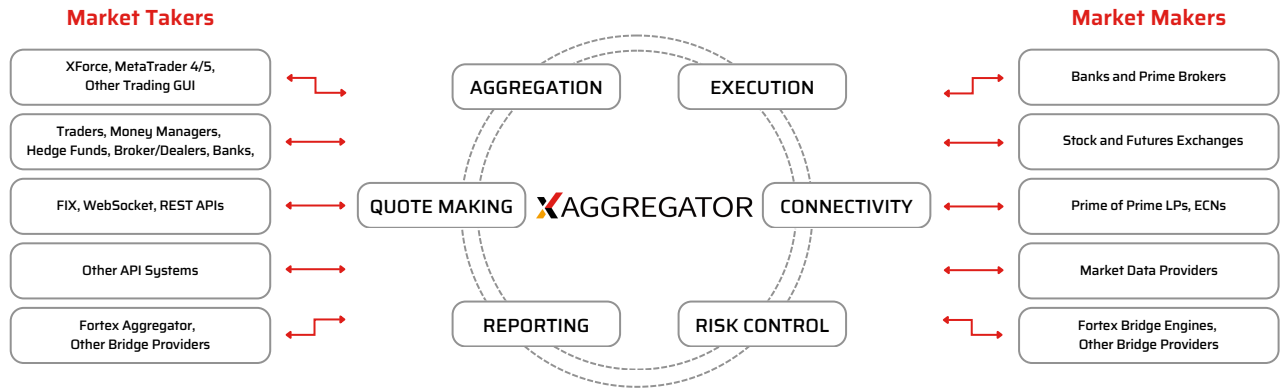 Market Takers
XForce, MetaTrader 4/5,
Other Trading GUI
Traders, Money Managers,
Hedge Funds, Broker/Dealers, Banks,
FIX, WebSocket, REST APIs
Other API Systems
Fortex Aggregator,
Other Bridge Providers
AGGREGATION
EXECUTION
QUOTE MAKING
XAGGREGATOR
CONNECTIVITY
REPORTING
RISK CONTROL
Market Makers
Banks and Prime Brokers
Stock and Futures Exchanges
Prime of Prime LPs, ECNs
Market Data Providers
Fortex Bridge Engines,
Other Bridge Providers